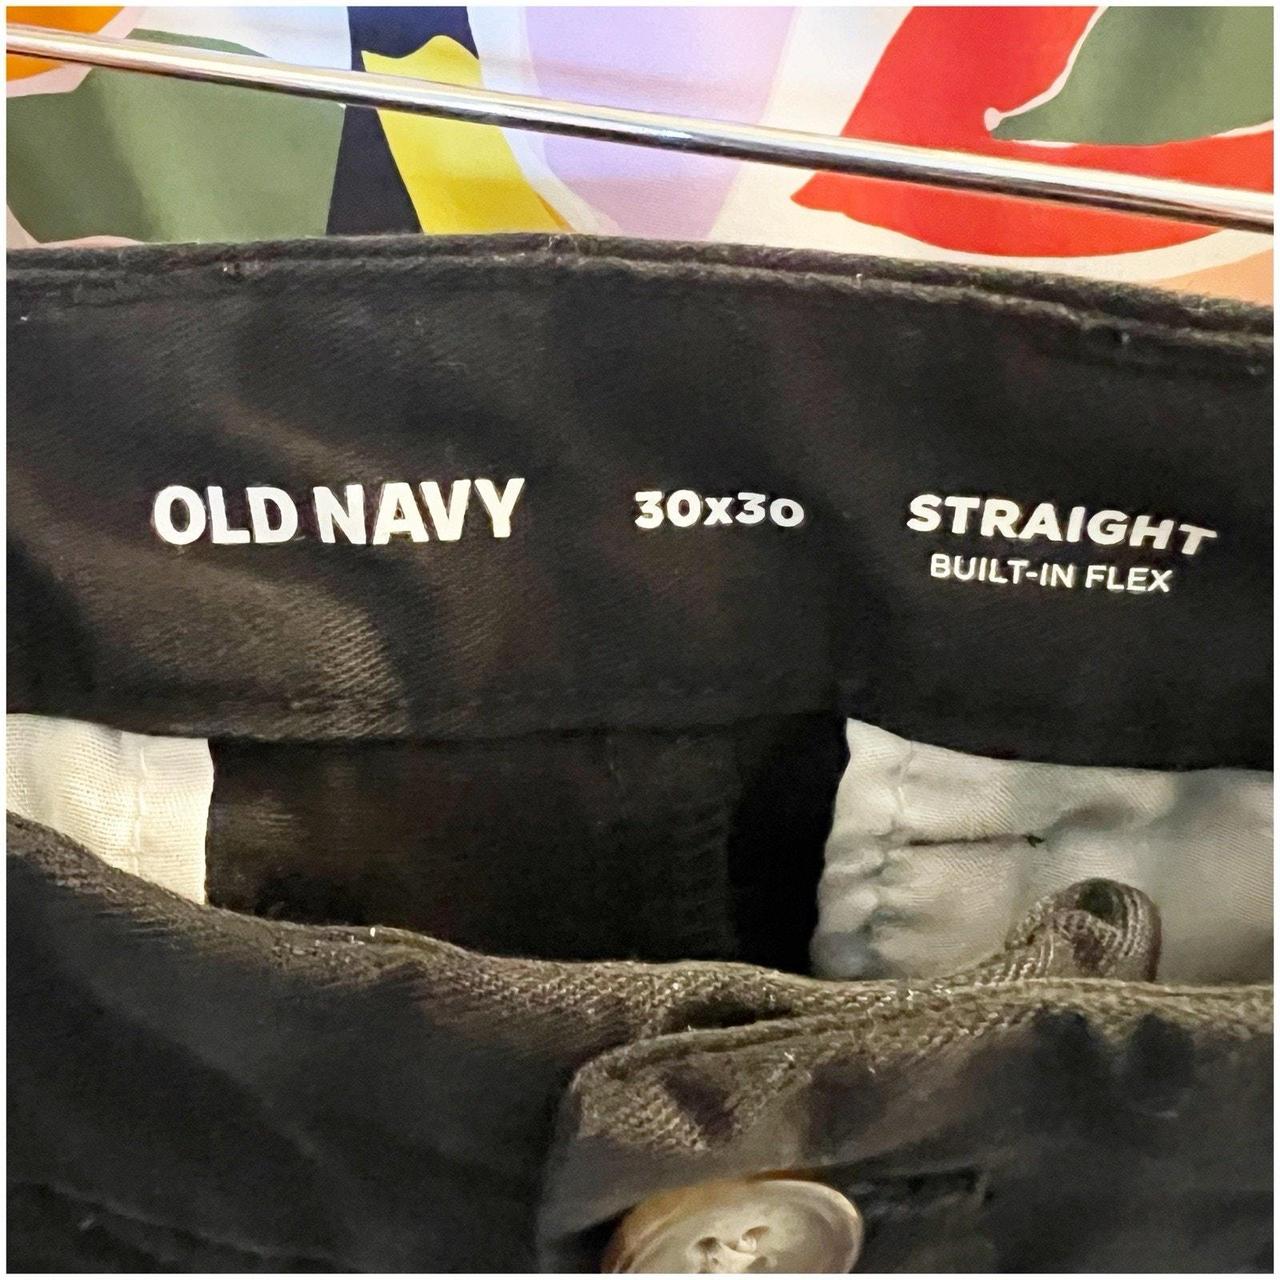 OLD NAVY 30x30 STRAIGHT
BUILT-IN FLEX